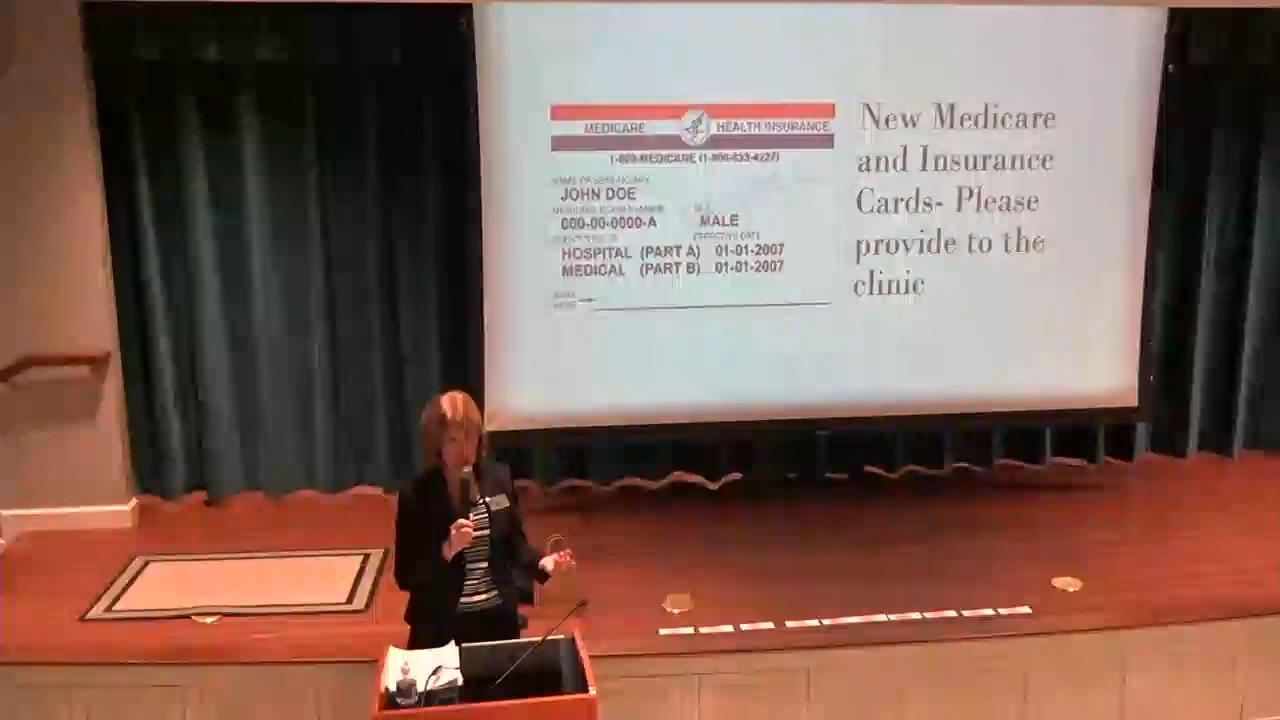 MEDICARE HEALTH INSURANCE
1-800-MEDICARE (1-800-633-4227)
JOHN DOE
000-00-0000-A MALE
HOSPITAL (PART A) 01-01-2007
MEDICAL (PART B) 01-01-2007
New Medicare
and Insurance
Cards- Please
provide to the
clinic